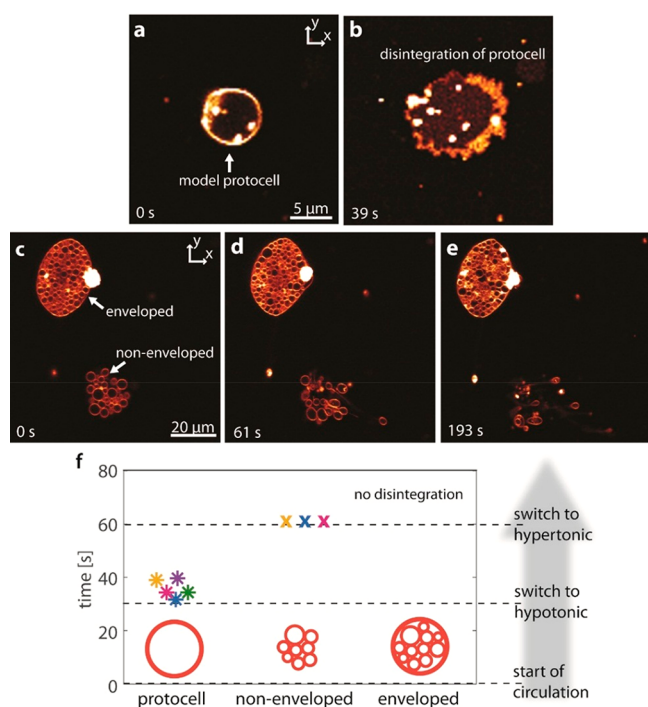 a
y
x
model protocell
0 s
5 µm
b
disintegration of protocell
39 s
c
y
x
enveloped
non-enveloped
0 s
20 µm
d
61 s
e
193 s
f
80
60
40
20
0
time [s]
no disintegration
x x x
protocell
non-enveloped
enveloped
switch to
hypertonic
switch to
hypotonic
start of
circulation